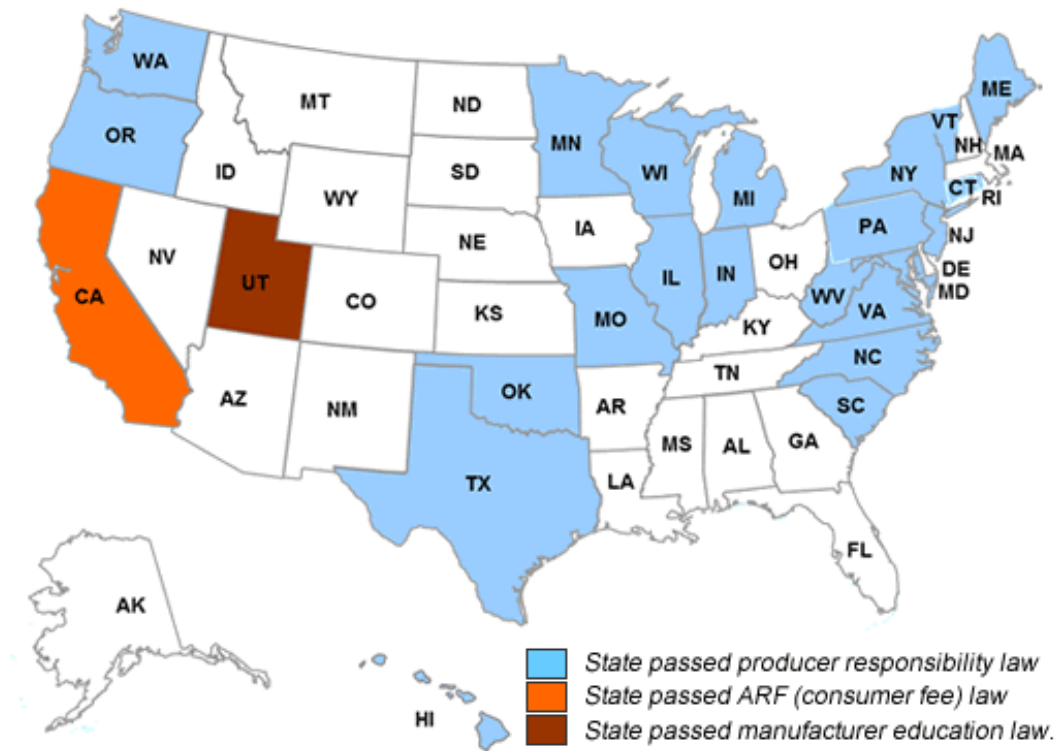 WA
MT
ND
ME
OR
MN
VT
NH
MA
ID
SD
WI
NY
WY
MI
CT
RI
IA
PA
NE
NJ
NV
OH
IL
IN
DE
UT
CA
CO
WV
MD
KS
MO
VA
KY
NC
TN
OK
AZ
NM
AR
SC
MS
AL
GA
TX
LA
FL
AK
HI
State passed producer responsibility law
State passed ARF (consumer fee) law
State passed manufacturer education law.